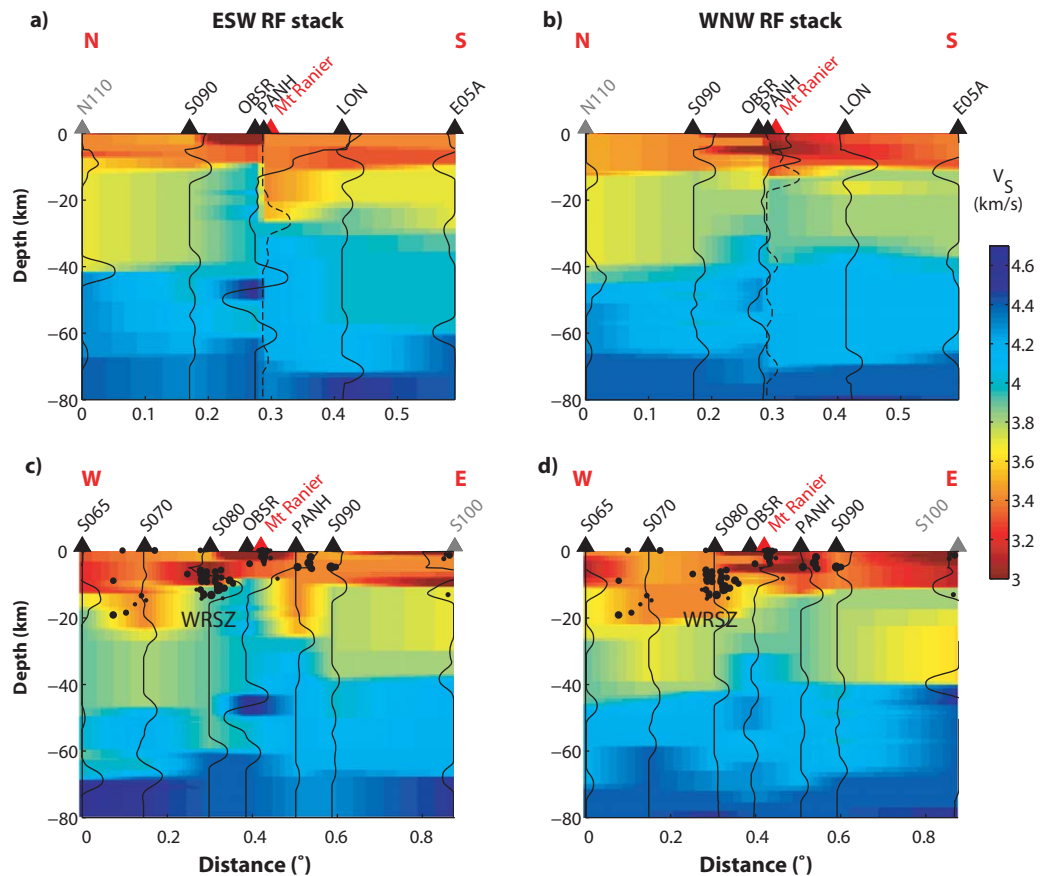 a)
ESW RF stack
N
S
N110
S090
OBSR
PANH
Mt Ranier
LON
E05A
0
−20
−40
−60
−80
Depth (km)
0
0.1
0.2
0.3
0.4
0.5
b)
WNW RF stack
N
S
N110
S090
OBSR
PANH
Mt Ranier
LON
E05A
0
−20
−40
−60
−80
0
0.1
0.2
0.3
0.4
0.5
VS
(km/s)
4.6
4.4
4.2
4
3.8
3.6
3.4
3.2
3
c)
W
E
S065
S070
S080
OBSR
Mt Ranier
PANH
S090
S100
WRSZ
0
−20
−40
−60
−80
Depth (km)
0
0.2
0.4
0.6
0.8
Distance (°)
d)
W
E
S065
S070
S080
OBSR
Mt Ranier
PANH
S090
S100
WRSZ
0
−20
−40
−60
−80
0
0.2
0.4
0.6
0.8
Distance (°)